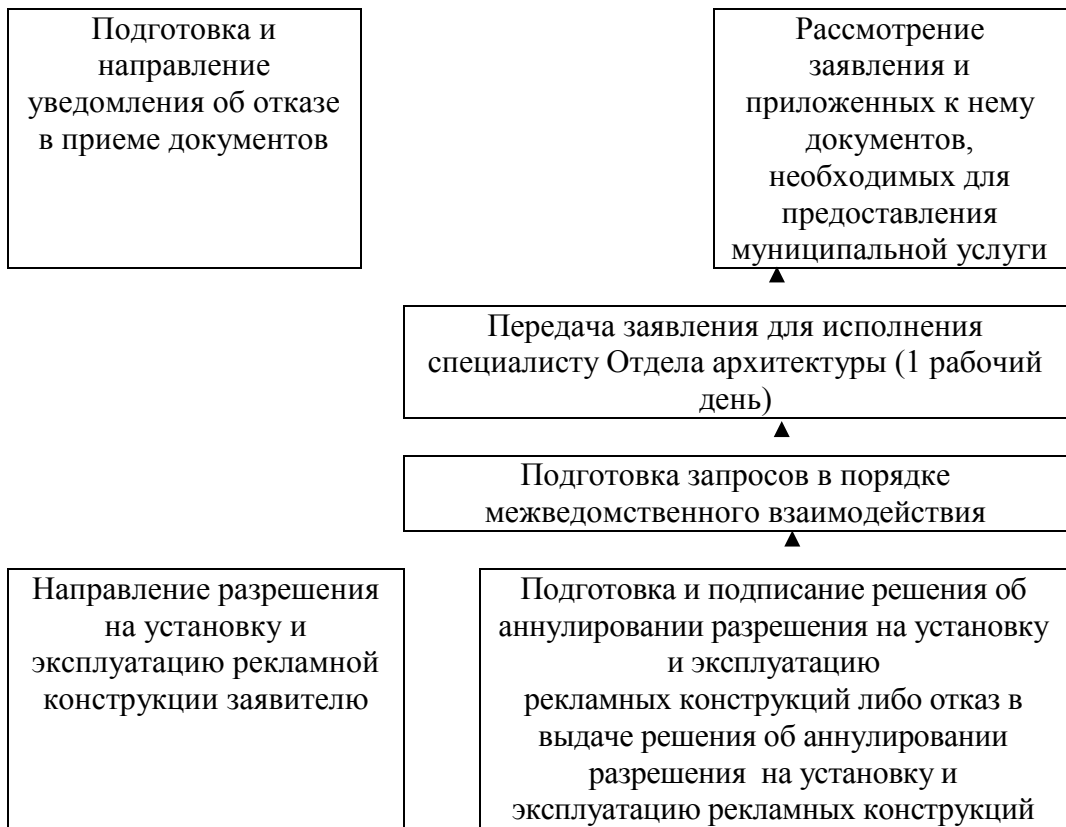 Подготовка и
направление
уведомления об отказе
в приеме документов
Рассмотрение
заявления и
приложенных к нему
документов,
необходимых для
предоставления
муниципальной услуги
Передача заявления для исполнения
специалисту Отдела архитектуры (1 рабочий
день)
Подготовка запросов в порядке
межведомственного взаимодействия
Направление разрешения
на установку и
эксплуатацию рекламной
конструкции заявителю
Подготовка и подписание решения об
аннулировании разрешения на установку
и эксплуатацию
рекламных конструкций либо отказ в
выдаче решения об аннулировании
разрешения  на установку и
эксплуатацию рекламных конструкций